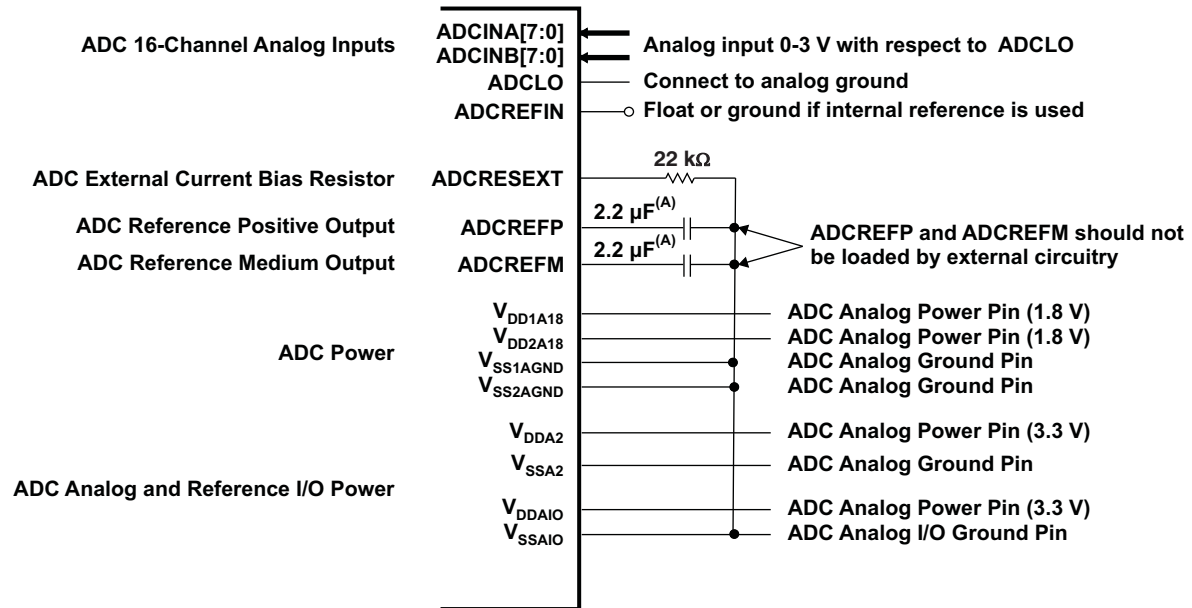 ADC 16-Channel Analog Inputs
ADCINA[7:0]
ADCINB[7:0]
Analog input 0-3 V with respect to ADCLO
ADCLO
Connect to analog ground
ADCREFIN
Float or ground if internal reference is used
22 kΩ
ADC External Current Bias Resistor
ADCRESEXT
2.2 µF(A)
ADC Reference Positive Output
ADCREFP
2.2 µF(A)
ADC Reference Medium Output
ADCREFM
ADCREFP and ADCREFM should not
be loaded by external circuitry
ADC Power
VDD1A18
ADC Analog Power Pin (1.8 V)
VDD2A18
ADC Analog Power Pin (1.8 V)
VSS1AGND
ADC Analog Ground Pin
VSS2AGND
ADC Analog Ground Pin
ADC Analog and Reference I/O Power
VDDA2
ADC Analog Power Pin (3.3 V)
VSSA2
ADC Analog Ground Pin
VDDAIO
ADC Analog Power Pin (3.3 V)
VSSAIO
ADC Analog I/O Ground Pin